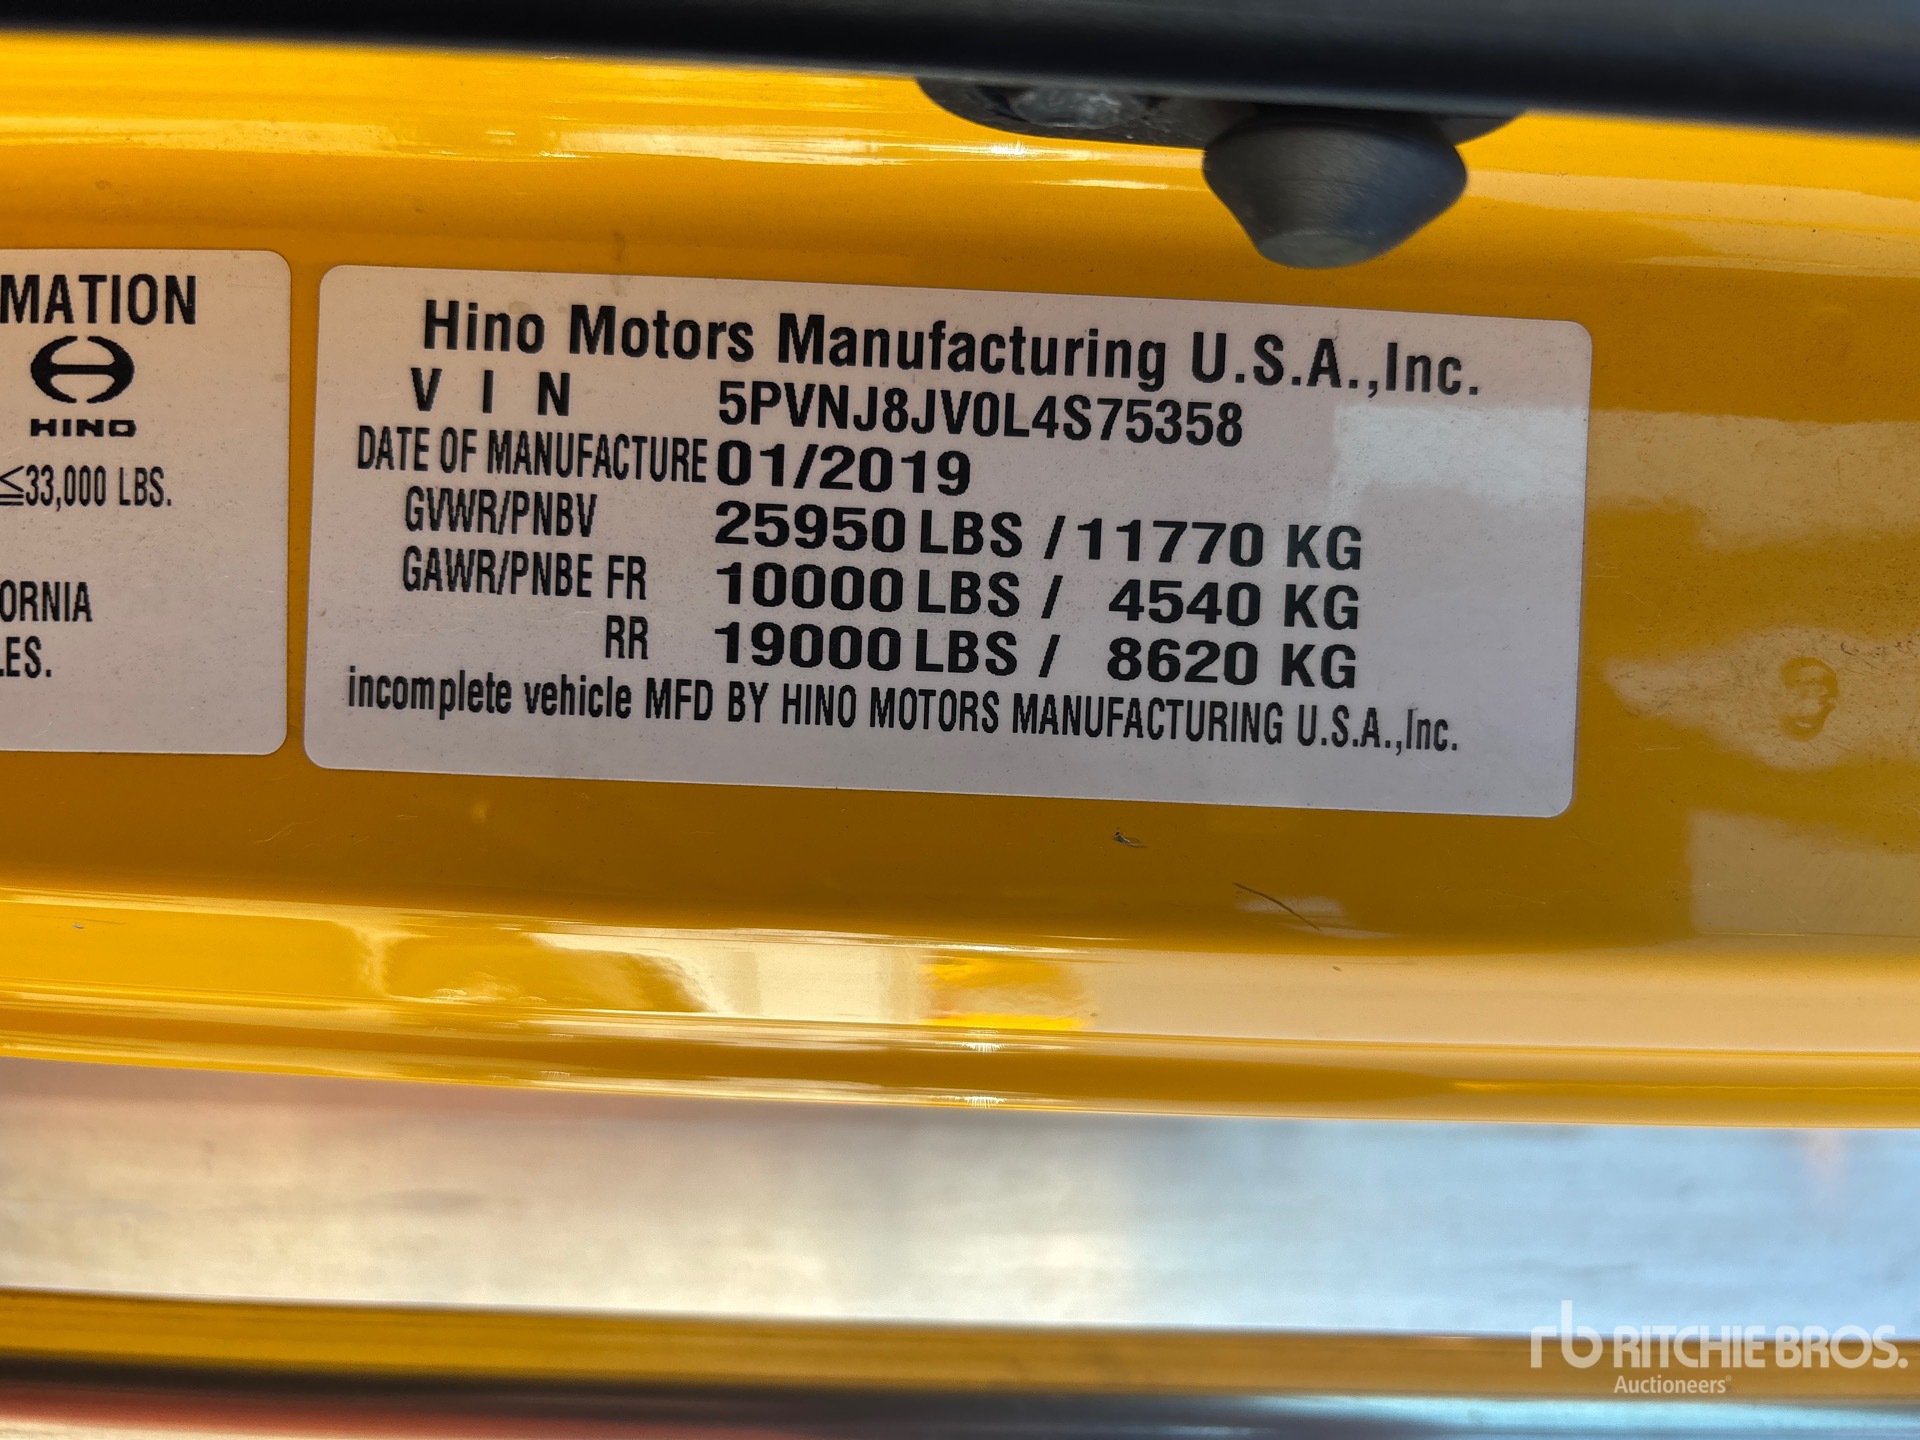 MATION
HINO
≦33,000 LBS.
ORNIA
LES.
Hino Motors Manufacturing U.S.A.,Inc.
V I N 5PVNJ8JV0L4S75358
DATE OF MANUFACTURE 01/2019
GVWR/PNBV 25950 LBS / 11770 KG
GAWR/PNBE FR 10000 LBS / 4540 KG
RR 19000 LBS / 8620 KG
incomplete vehicle MFD BY HINO MOTORS MANUFACTURING U.S.A.,Inc.
3
rb RITCHIE BROS.
Auctioneers